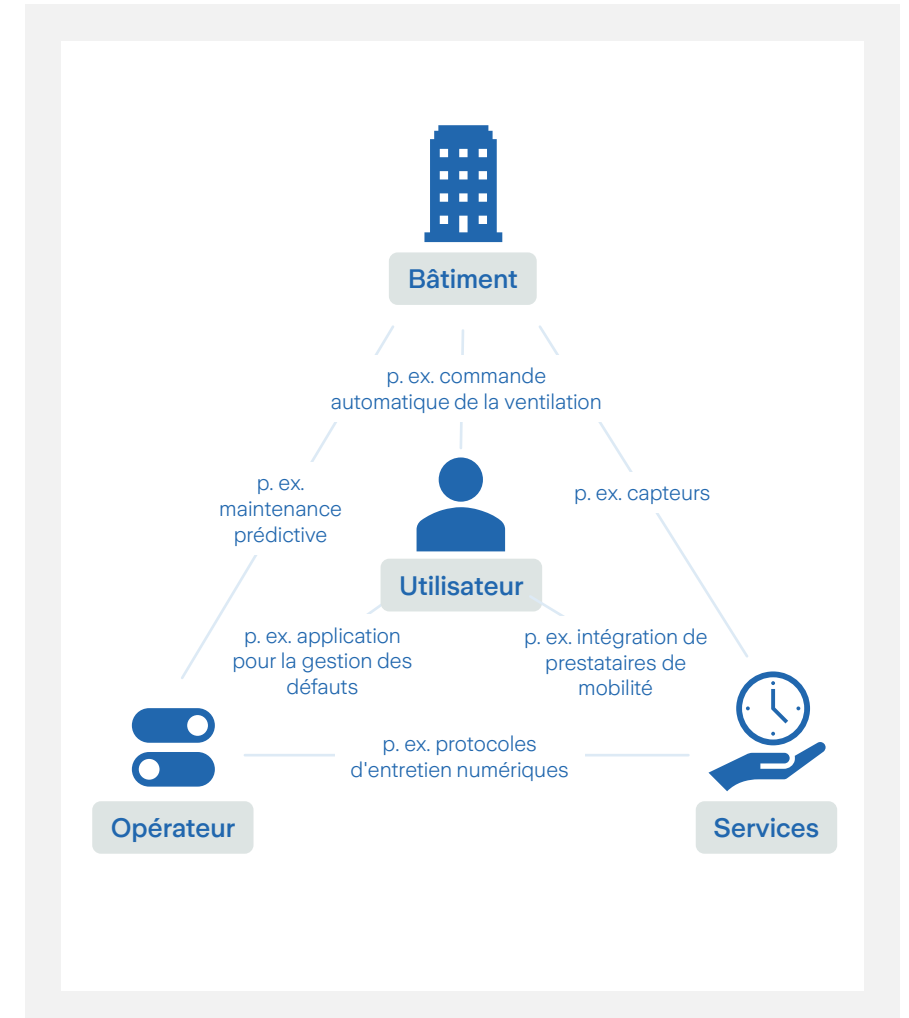 Bâtiment
p. ex. commande
automatique de la ventilation
p. ex.
maintenance
prédictive
p. ex. capteurs
Utilisateur
p. ex. application
pour la gestion des
défauts
p. ex. intégration de
prestataires de
mobilité
p. ex. protocoles
d'entretien numériques
Opérateur
Services